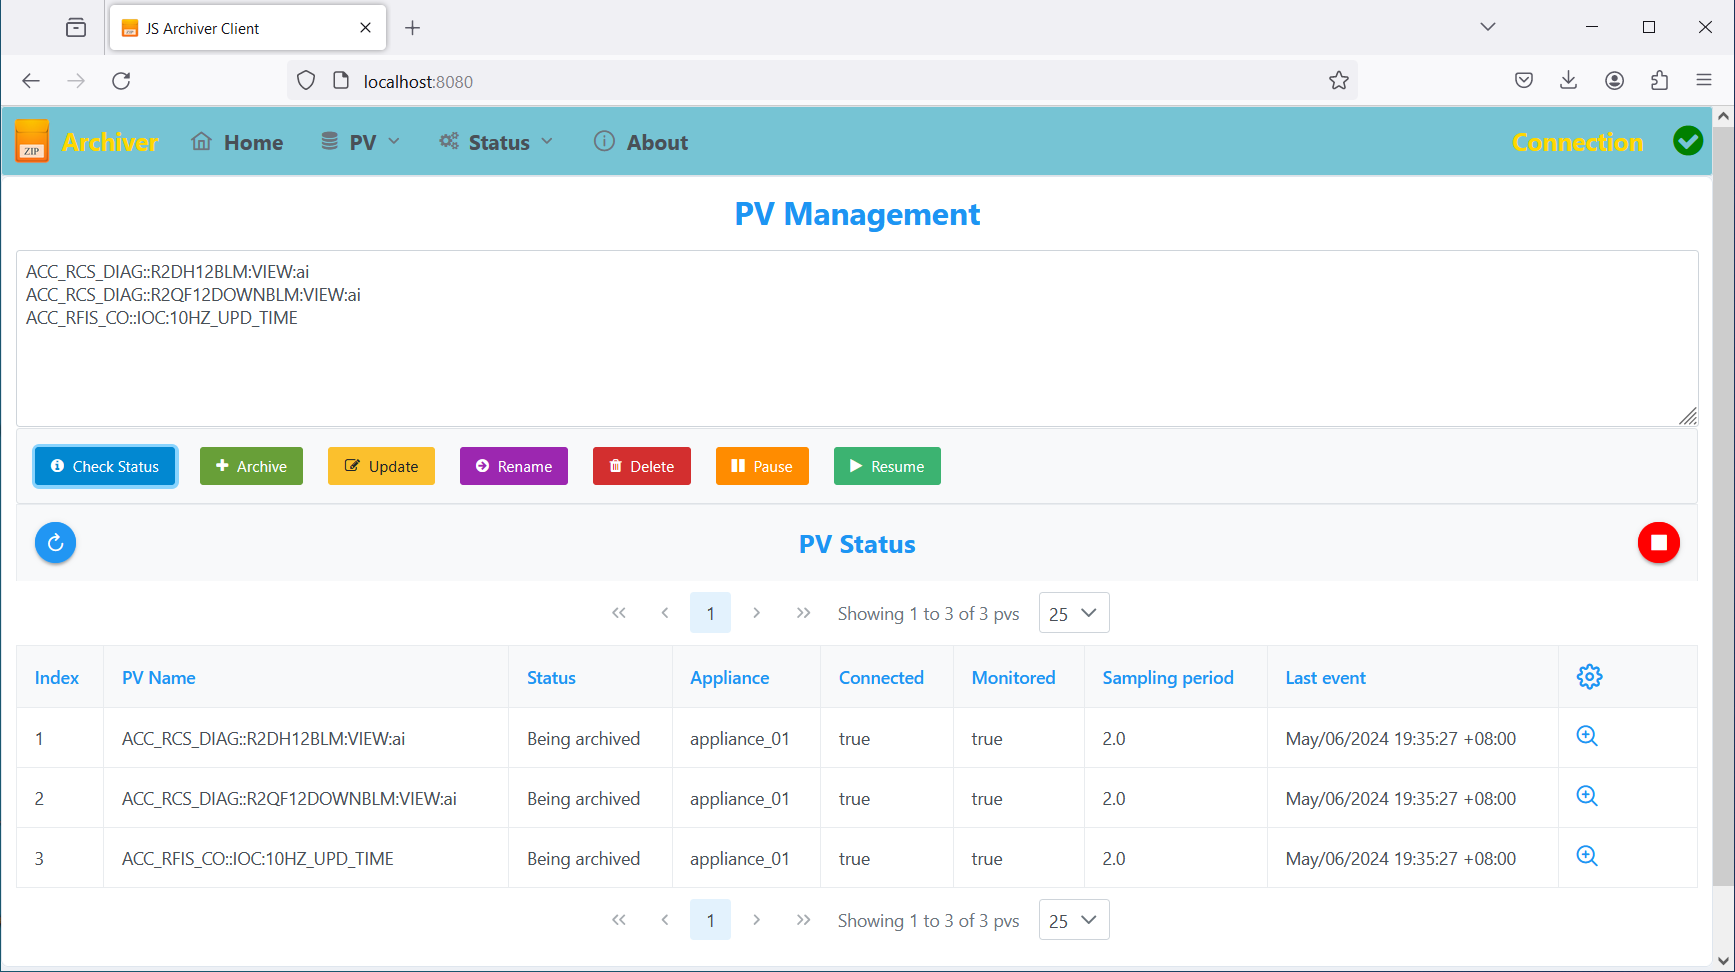 JS Archiver Client
localhost:8080
ZIP Archiver Home PV Status About Connection
PV Management
ACC_RCS_DIAG::R2DH12BLM:VIEW:ai
ACC_RCS_DIAG::R2QF12DOWNBLM:VIEW:ai
ACC_RFIS_CO::IOC:10HZ_UPD_TIME
Check Status Archive Update Rename Delete Pause Resume
PV Status
1 Showing 1 to 3 of 3 pvs 25
Index PV Name Status Appliance Connected Monitored Sampling period Last event
1 ACC_RCS_DIAG::R2DH12BLM:VIEW:ai Being archived appliance_01 true true 2.0 May/06/2024 19:35:27 +08:00
2 ACC_RCS_DIAG::R2QF12DOWNBLM:VIEW:ai Being archived appliance_01 true true 2.0 May/06/2024 19:35:27 +08:00
3 ACC_RFIS_CO::IOC:10HZ_UPD_TIME Being archived appliance_01 true true 2.0 May/06/2024 19:35:27 +08:00
1 Showing 1 to 3 of 3 pvs 25